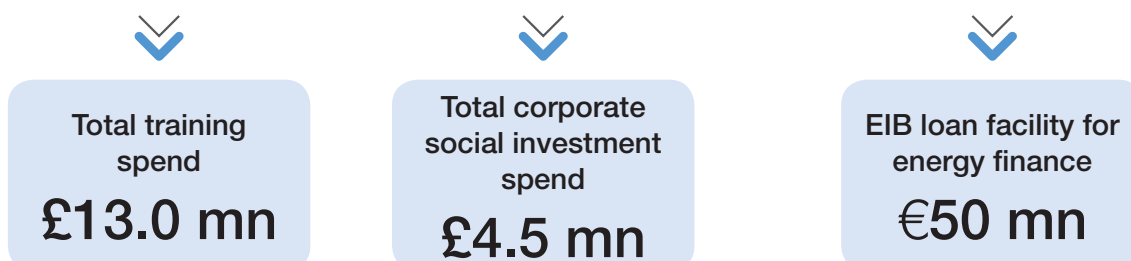 Total training
spend
£13.0 mn
Total corporate
social investment
spend
£4.5 mn
EIB loan facility for
energy finance
€50 mn